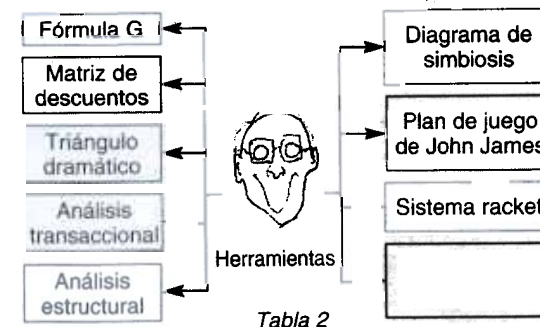 Fórmula G
Matriz de
descuentos
Triángulo
dramático
Análisis
transaccional
Análisis
estructural
Herramientas
Diagrama de
simbiosis
Plan de juego
de John James
Sistema racket
Tabla 2